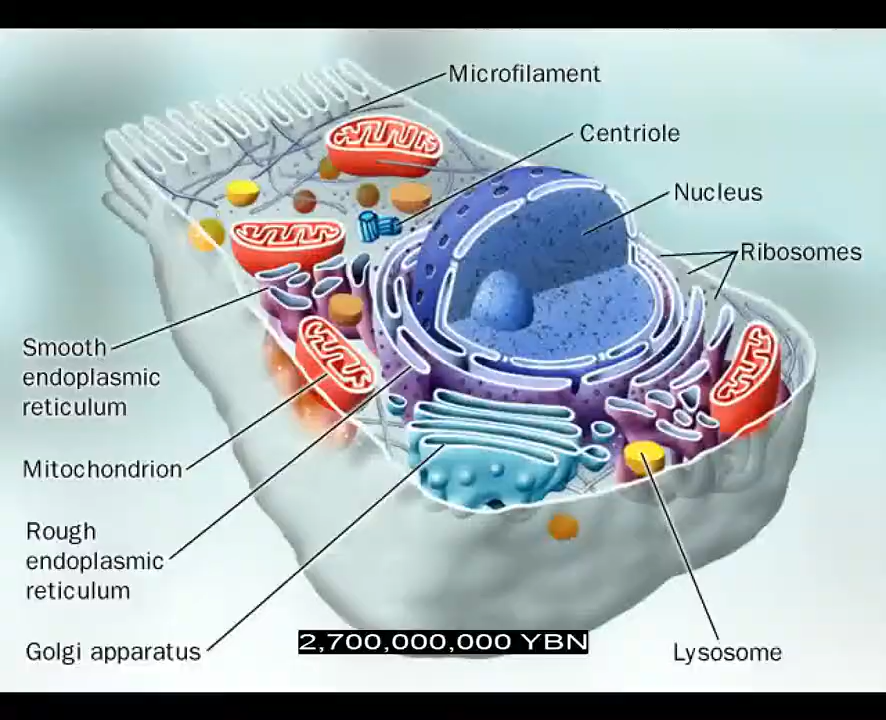 Microfilament
Centriole
Nucleus
Ribosomes
Smooth
endoplasmic
reticulum
Mitochondrion
Rough
endoplasmic
reticulum
Golgi apparatus
2,700,000,000 YBN
Lysosome